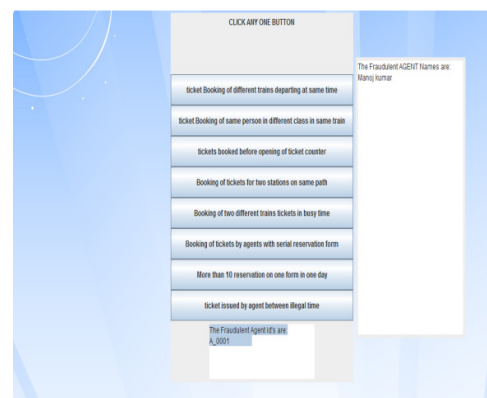 CLICK ANY ONE BUTTON
ticket Booking of different trains departing at same time
ticket Booking of same person in different class in same train
tickets booked before opening of ticket counter
Booking of tickets for two stations on same path
Booking of two different trains tickets in busy time
Booking of tickets by agents with serial reservation form
More than 10 reservation on one form in one day
ticket issued by agent between illegal time
The Fraudulent Agent id's are:
A_0001
The Fraudulent AGENT Names are:
Manoj kumar